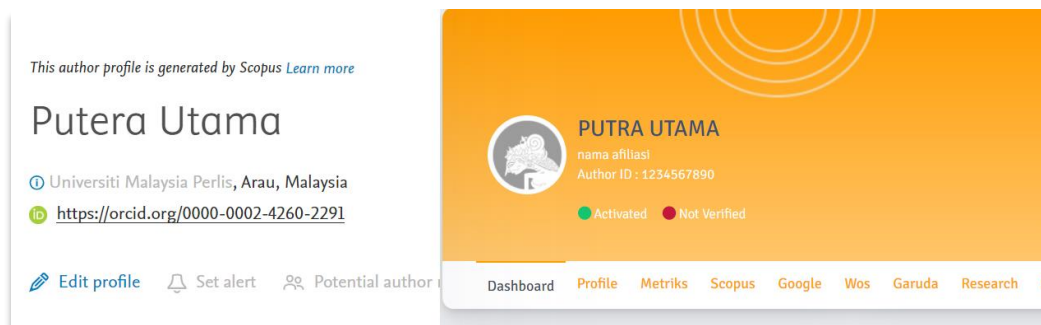 This author profile is generated by Scopus Learn more
Putera Utama
Universiti Malaysia Perlis, Arau, Malaysia
iD https://orcid.org/0000-0002-4260-2291
Edit profile Set alert Potential author
PUTRA UTAMA
nama afiliasi
Author ID : 1234567890
Activated Not Verified
Dashboard Profile Metriks Scopus Google Wos Garuda Research